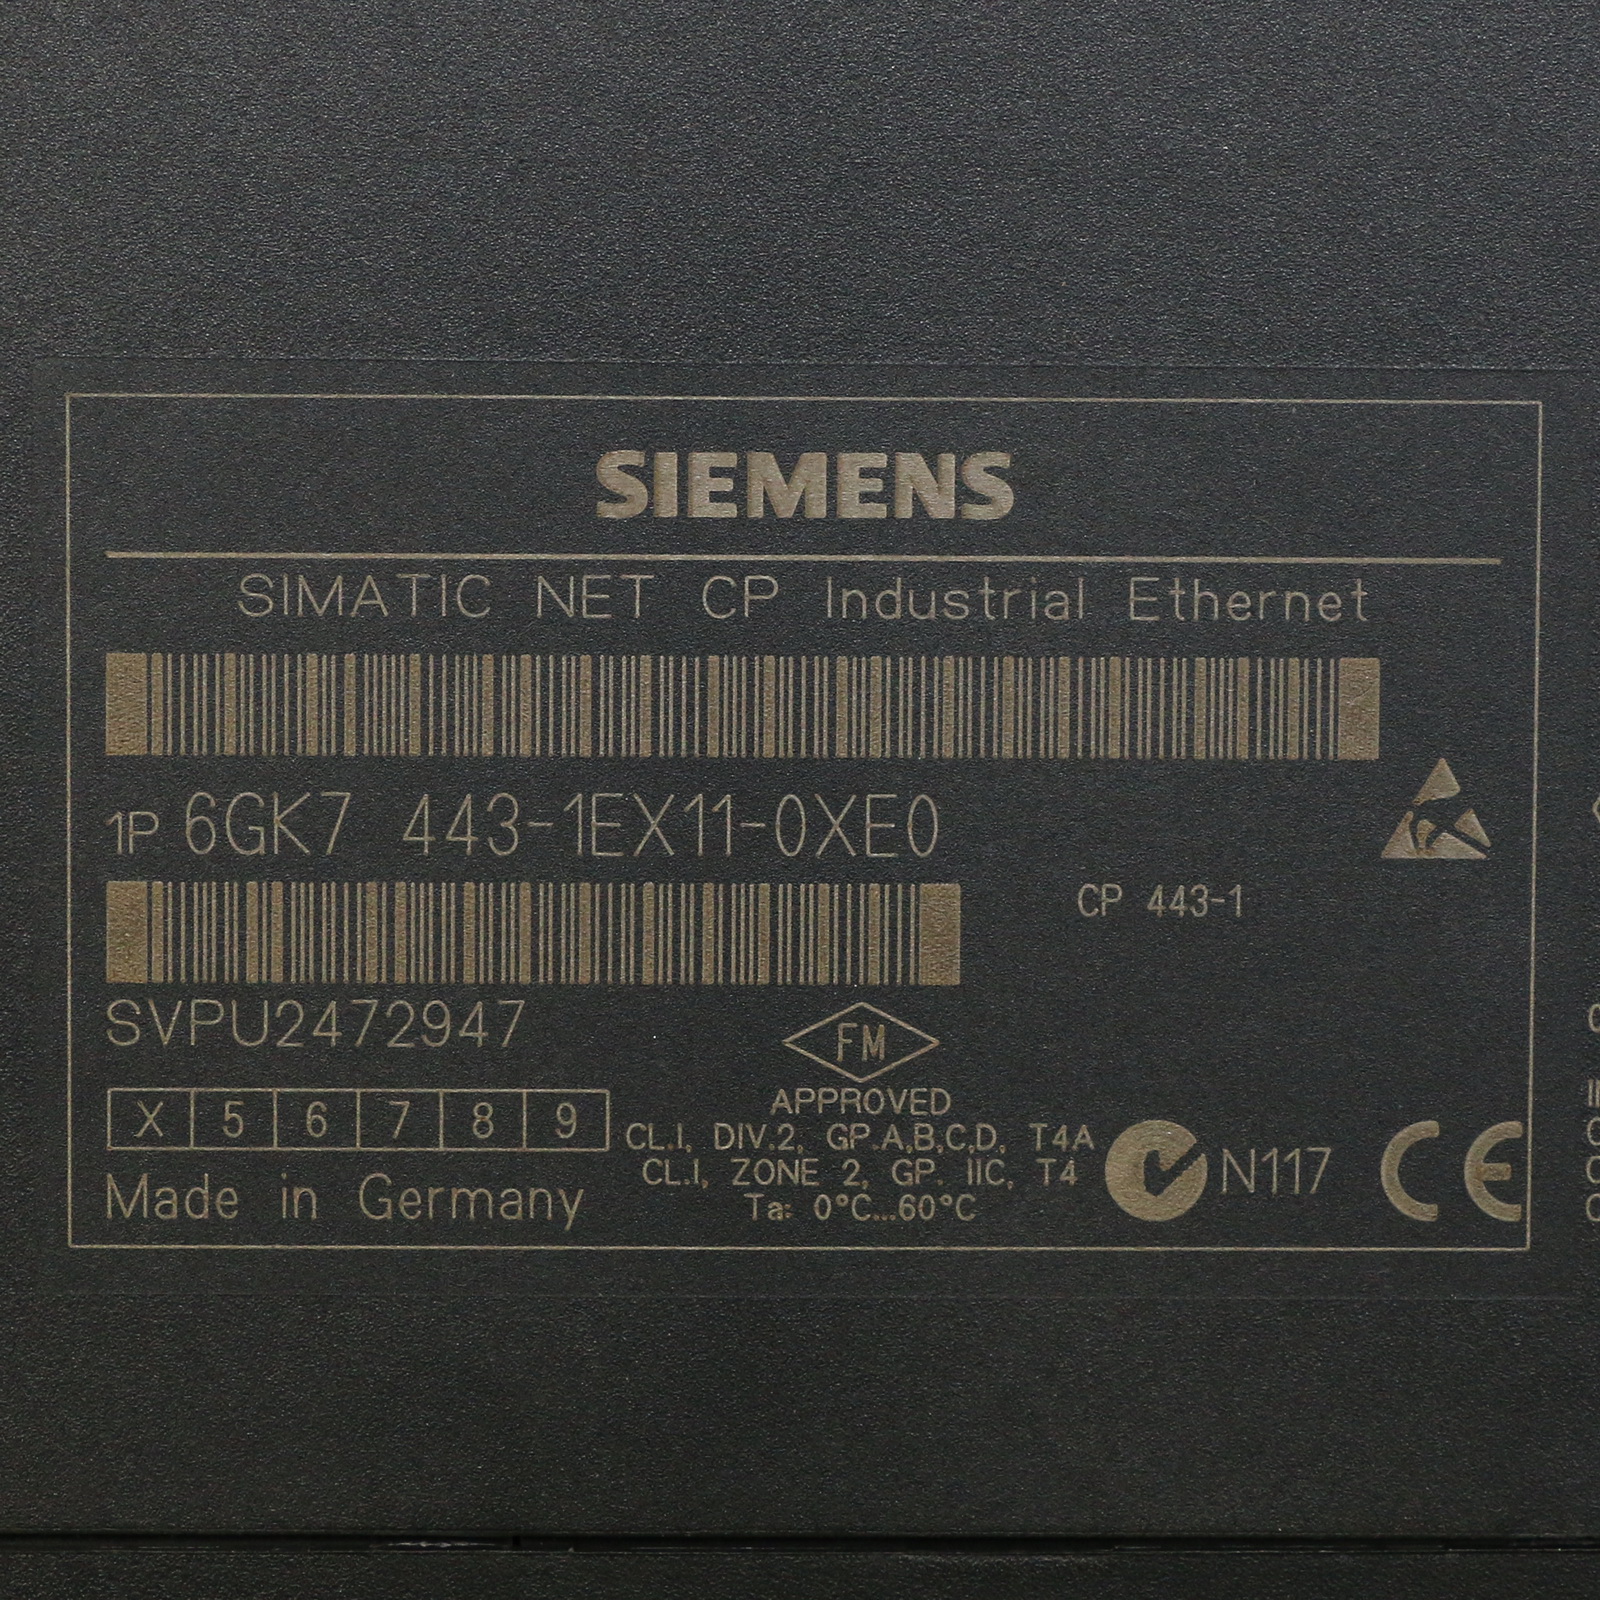 SIEMENS
SIMATIC NET CP Industrial Ethernet
1P 6GK7 443-1EX11-0XE0
CP 443-1
SVPU2472947
FM
APPROVED
X 5 6 7 8 9
CL.I, DIV.2, GP.A,B,C,D, T4A
CL.I, ZONE 2, GP. IIC, T4
Ta: 0°C...60°C
N117
CE
Made in Germany